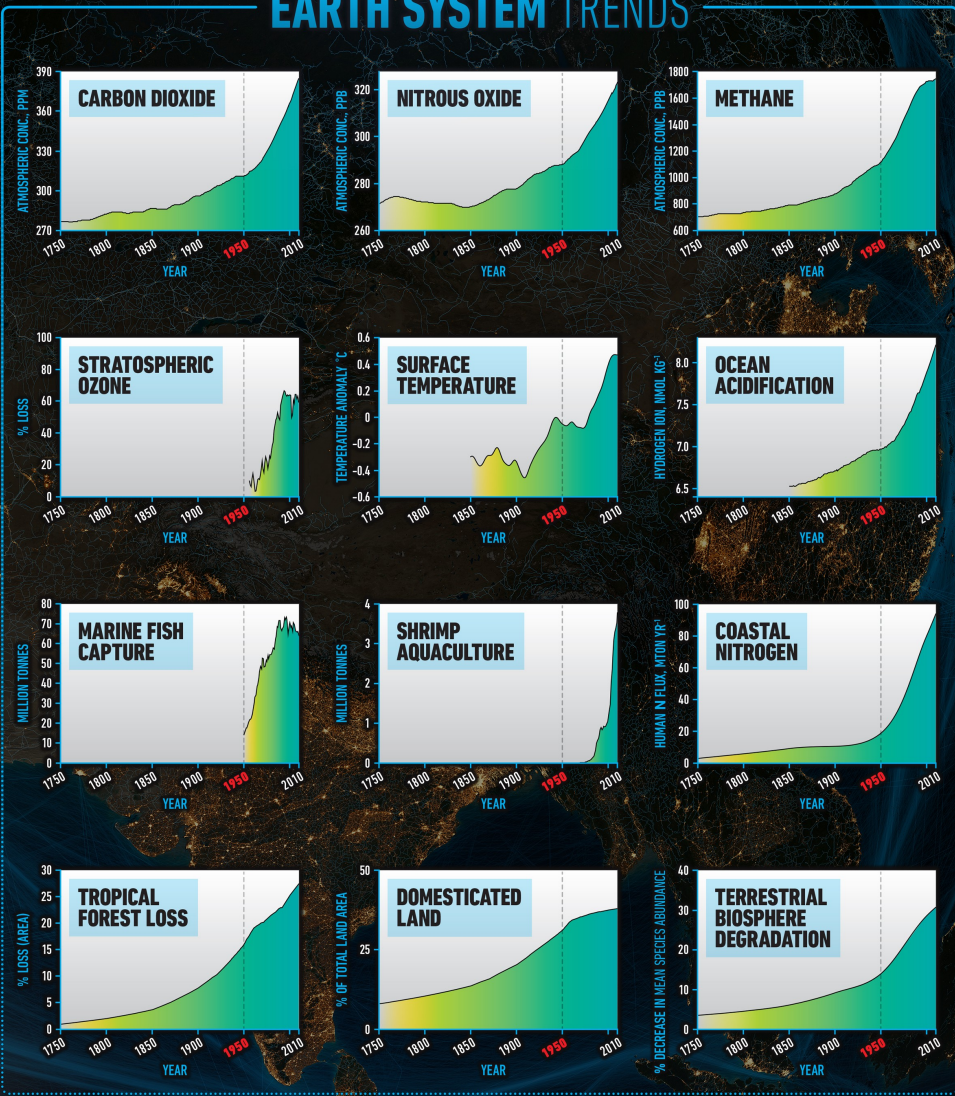 EARTH SYSTEM TRENDS
CARBON DIOXIDE
ATMOSPHERIC CONC., PPM
390
360
330
300
270
1750
1800
1850
1900
1950
2010
YEAR
NITROUS OXIDE
ATMOSPHERIC CONC., PPB
320
300
280
260
1750
1800
1850
1900
1950
2010
YEAR
METHANE
ATMOSPHERIC CONC., PPB
1800
1600
1400
1200
1000
800
600
1750
1800
1850
1900
1950
2010
YEAR
STRATOSPHERIC
OZONE
% LOSS
100
80
60
40
20
0
1750
1800
1850
1900
1950
2010
YEAR
SURFACE
TEMPERATURE
TEMPERATURE ANOMALY °C
0.6
0.4
0.2
0
-0.2
-0.4
-0.6
1750
1800
1850
1900
1950
2010
YEAR
OCEAN
ACIDIFICATION
HYDROGEN ION, NMOL KG⁻¹
8.0
7.5
7.0
6.5
1750
1800
1850
1900
1950
2010
YEAR
MARINE FISH
CAPTURE
MILLION TONNES
80
70
60
50
40
30
20
10
0
1750
1800
1850
1900
1950
2010
YEAR
SHRIMP
AQUACULTURE
MILLION TONNES
4
3
2
1
0
1750
1800
1850
1900
1950
2010
YEAR
COASTAL
NITROGEN
HUMAN N FLUX, MTON YR⁻¹
100
80
60
40
20
0
1750
1800
1850
1900
1950
2010
YEAR
TROPICAL
FOREST LOSS
% LOSS (AREA)
30
25
20
15
10
5
0
1750
1800
1850
1900
1950
2010
YEAR
DOMESTICATED
LAND
% OF TOTAL LAND AREA
50
25
0
1750
1800
1850
1900
1950
2010
YEAR
TERRESTRIAL
BIOSPHERE
DEGRADATION
% DECREASE IN MEAN SPECIES ABUNDANCE
40
30
20
10
0
1750
1800
1850
1900
1950
2010
YEAR